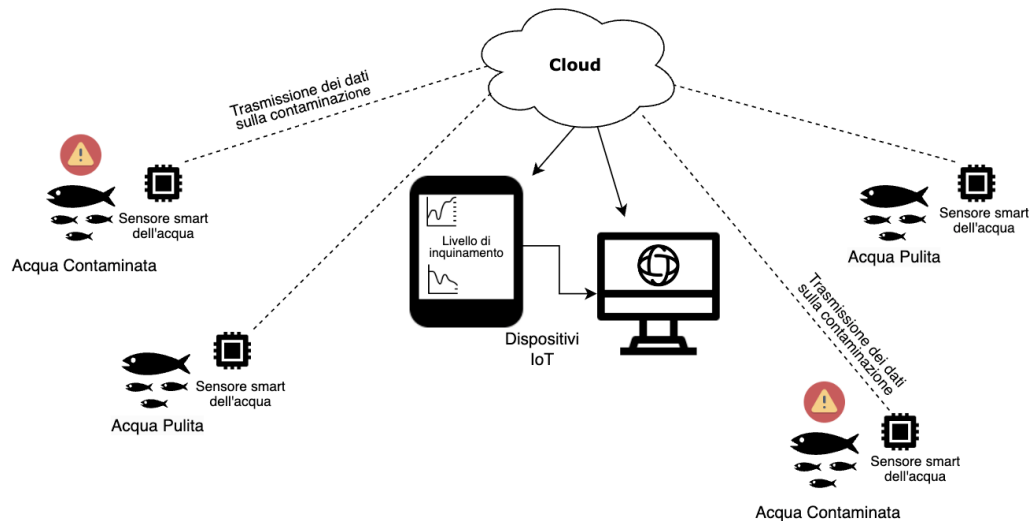 Cloud
Trasmissione dei dati
sulla contaminazione
Sensore smart
dell'acqua
Acqua Contaminata
Livello di
inquinamento
Sensore smart
dell'acqua
Acqua Pulita
Trasmissione dei dati
sulla contaminazione
Dispositivi
IoT
Sensore smart
dell'acqua
Acqua Pulita
Sensore smart
dell'acqua
Acqua Contaminata